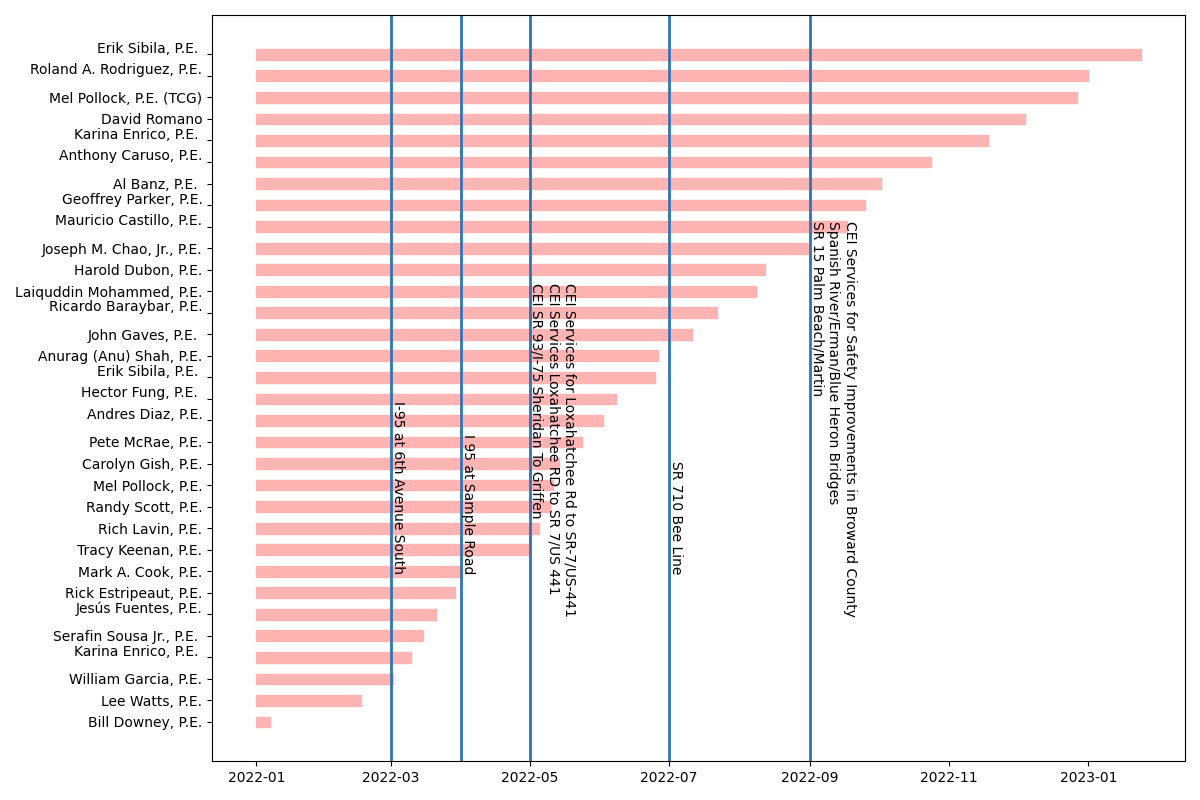 Erik Sibila, P.E.
Roland A. Rodriguez, P.E.
Mel Pollock, P.E. (TCG)
David Romano
Karina Enrico, P.E.
Anthony Caruso, P.E.
Al Banz, P.E.
Geoffrey Parker, P.E.
Mauricio Castillo, P.E.
Joseph M. Chao, Jr., P.E.
Harold Dubon, P.E.
Laiquddin Mohammed, P.E.
Ricardo Baraybar, P.E.
John Gaves, P.E.
Anurag (Anu) Shah, P.E.
Erik Sibila, P.E.
Hector Fung, P.E.
Andres Diaz, P.E.
Pete McRae, P.E.
Carolyn Gish, P.E.
Mel Pollock, P.E.
Randy Scott, P.E.
Rich Lavin, P.E.
Tracy Keenan, P.E.
Mark A. Cook, P.E.
Rick Estripeaut, P.E.
Jesús Fuentes, P.E.
Serafin Sousa Jr., P.E.
Karina Enrico, P.E.
William Garcia, P.E.
Lee Watts, P.E.
Bill Downey, P.E.
I-95 at 6th Avenue South
I 95 at Sample Road
CEI Services for Loxahatchee Rd to SR-7/US-441
CEI Services Loxahatchee RD to SR 7/US 441
CEI SR 93/I-75 Sheridan To Griffen
SR 710 Bee Line
CEI Services for Safety Improvements in Broward County
Spanish River/Erman/Blue Heron Bridges
SR 15 Palm Beach/Martin
2022-01
2022-03
2022-05
2022-07
2022-09
2022-11
2023-01